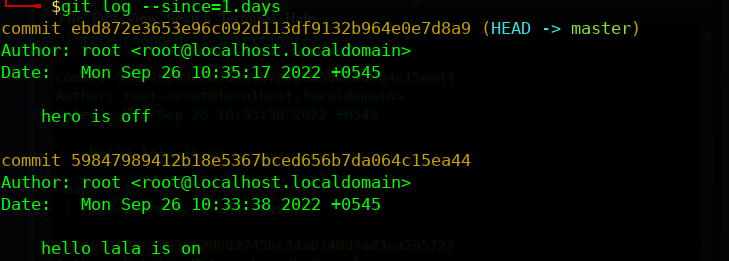 $git log --since=1.days
commit ebd872e3653e96c092d113df9132b964e0e7d8a9 (HEAD -> master)
Author: root <root@localhost.localdomain>
Date:   Mon Sep 26 10:35:17 2022 +0545
hero is off
commit 59847989412b18e5367bced656b7da064c15ea44
Author: root <root@localhost.localdomain>
Date:   Mon Sep 26 10:33:38 2022 +0545
hello lala is on